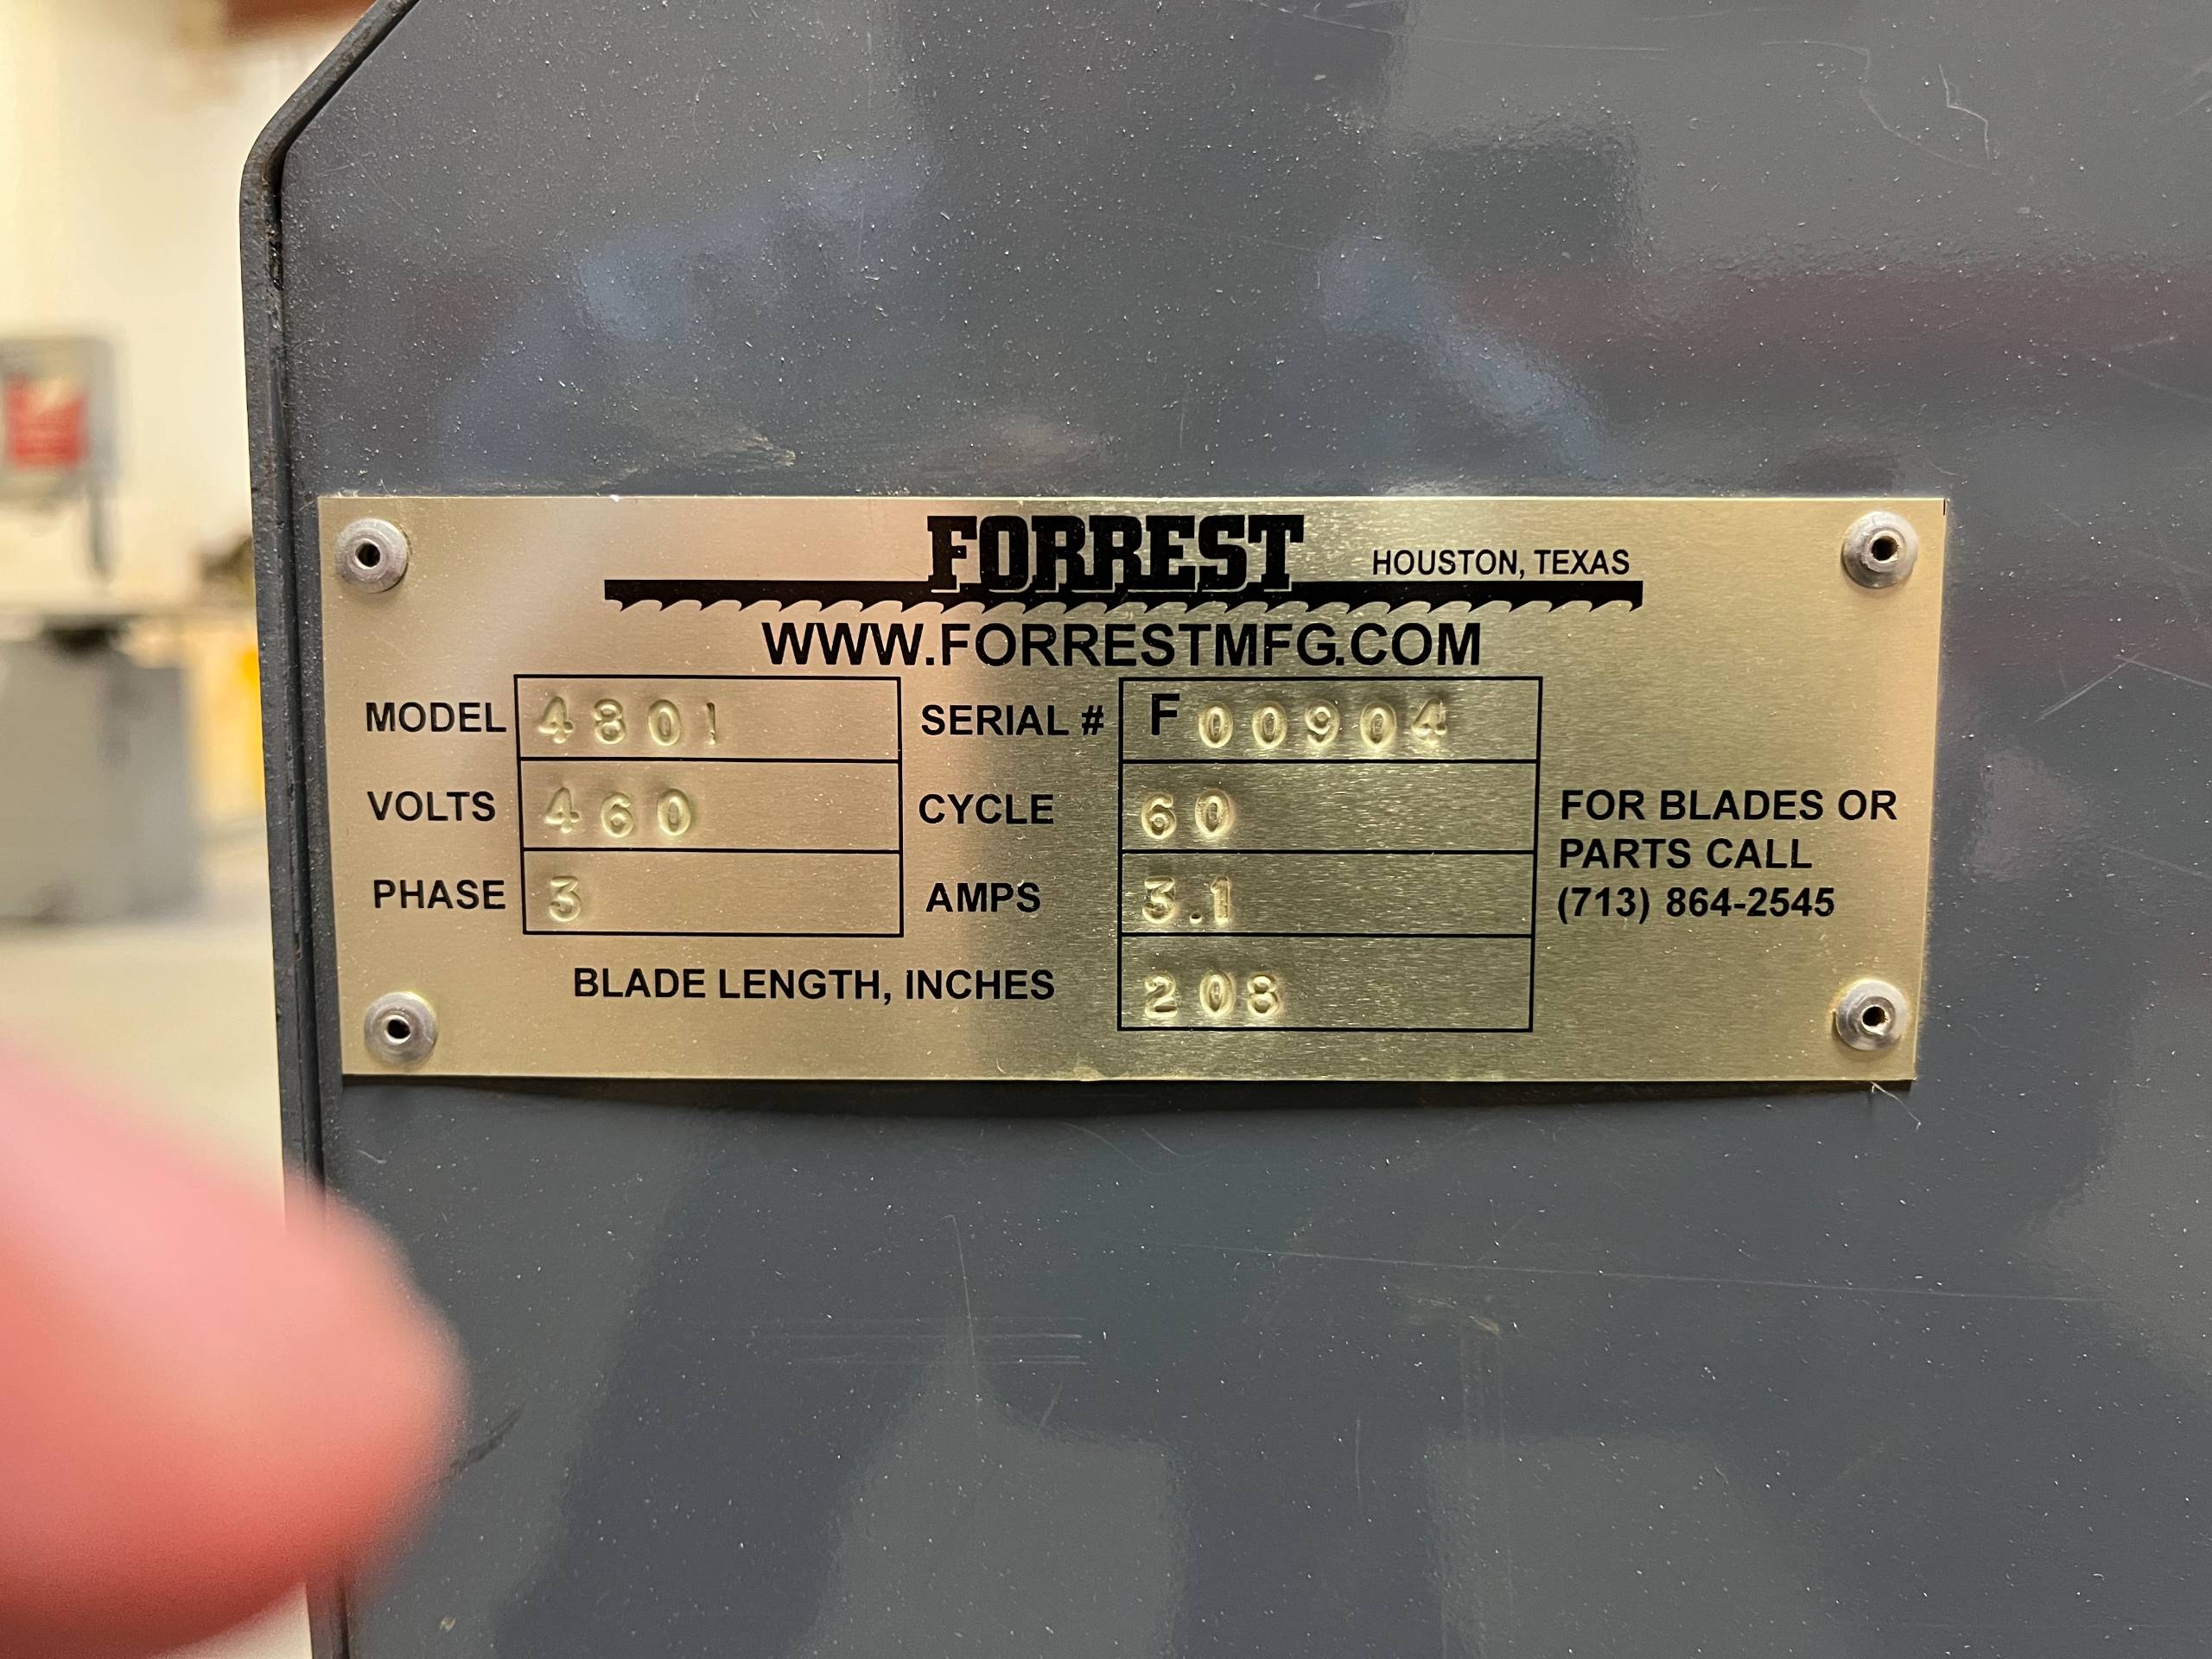 FORREST HOUSTON, TEXAS
WWW.FORRESTMFG.COM
MODEL 4801 SERIAL # F 00904
VOLTS 460 CYCLE 60
PHASE 3 AMPS 3.1
BLADE LENGTH, INCHES 208
FOR BLADES OR
PARTS CALL
(713) 864-2545